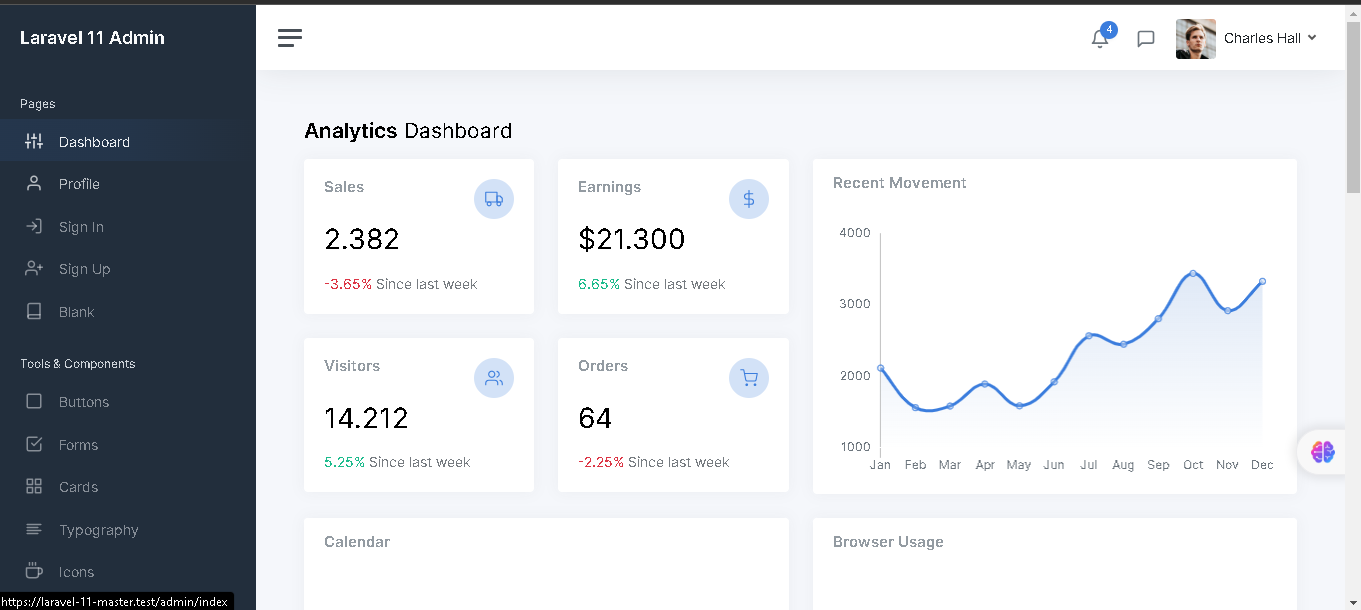 Laravel 11 Admin
Pages
Dashboard
Profile
Sign In
Sign Up
Blank
Tools & Components
Buttons
Forms
Cards
Typography
Icons
https://laravel-11-master.test/admin/index
4
Charles Hall
Analytics Dashboard
Sales
2.382
-3.65% Since last week
Earnings
$21.300
6.65% Since last week
Visitors
14.212
5.25% Since last week
Orders
64
-2.25% Since last week
Recent Movement
4000
3000
2000
1000
Jan Feb Mar Apr May Jun Jul Aug Sep Oct Nov Dec
Calendar
Browser Usage